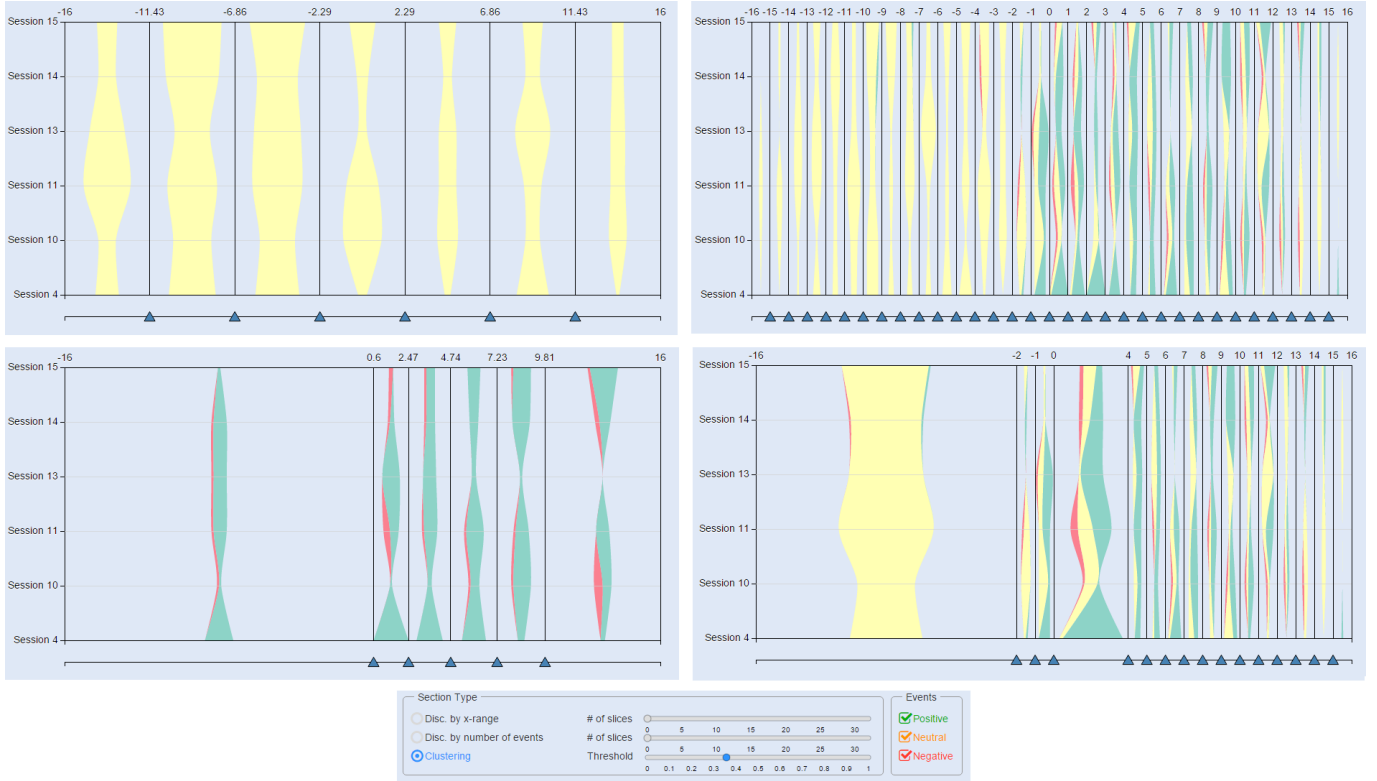 -16 -11.43 -6.86 -2.29 2.29 6.86 11.43 16
Session 15
Session 14
Session 13
Session 11
Session 10
Session 4
-16 -15 -14 -13 -12 -11 -10 -9 -8 -7 -6 -5 -4 -3 -2 -1 0 1 2 3 4 5 6 7 8 9 10 11 12 13 14 15 16
Session 15
Session 14
Session 13
Session 11
Session 10
Session 4
-16 0.6 2.47 4.74 7.23 9.81 16
Session 15
Session 14
Session 13
Session 11
Session 10
Session 4
-16 -2 -1 0 4 5 6 7 8 9 10 11 12 13 14 15 16
Session 15
Session 14
Session 13
Session 11
Session 10
Session 4
Section Type
Disc. by x-range # of slices
0 5 10 15 20 25 30
Disc. by number of events # of slices
0 5 10 15 20 25 30
Clustering Threshold
0 0.1 0.2 0.3 0.4 0.5 0.6 0.7 0.8 0.9 1
Events
Positive
Neutral
Negative